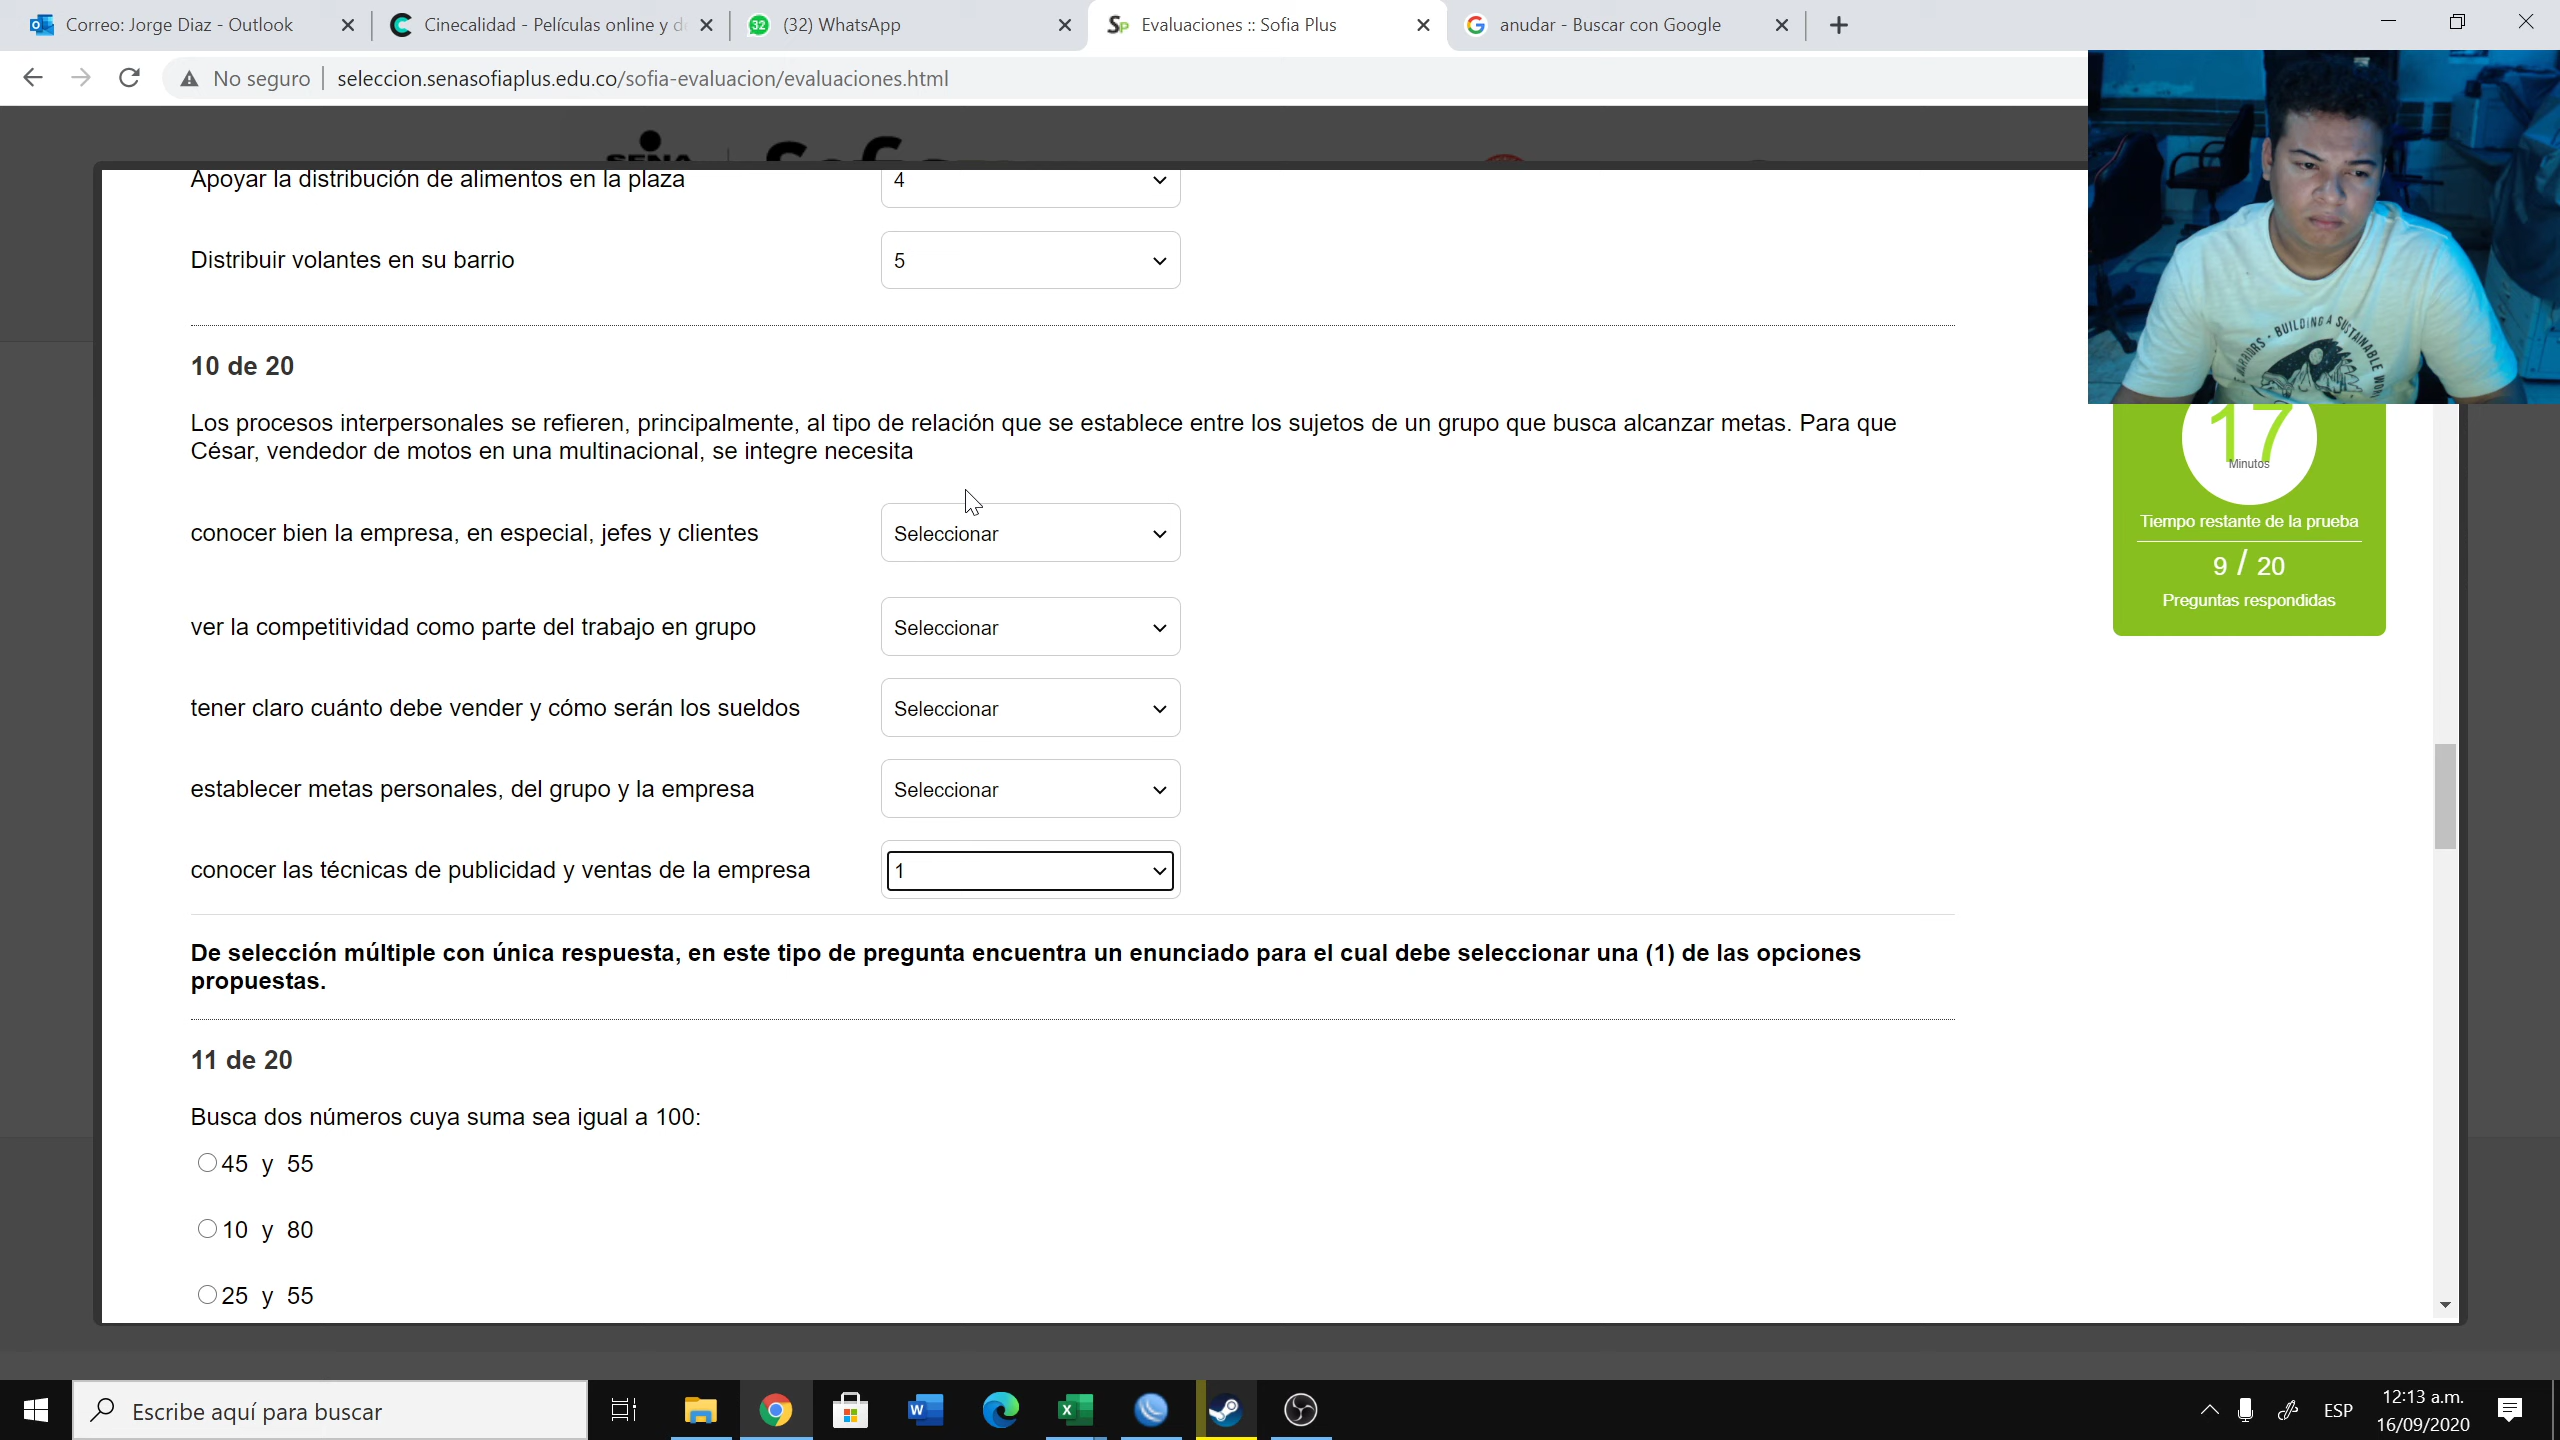 Correo: Jorge Diaz - Outlook
Cinecalidad - Películas online y de
32
(32) WhatsApp
Evaluaciones :: Sofia Plus
anudar - Buscar con Google
No seguro
seleccion.senasofiaplus.edu.co/sofia-evaluacion/evaluaciones.html
SENA
Apoyar la distribución de alimentos en la plaza
4
Distribuir volantes en su barrio
5
10 de 20
Los procesos interpersonales se refieren, principalmente, al tipo de relación que se establece entre los sujetos de un grupo que busca alcanzar metas. Para que
César, vendedor de motos en una multinacional, se integre necesita
conocer bien la empresa, en especial, jefes y clientes
Seleccionar
ver la competitividad como parte del trabajo en grupo
Seleccionar
tener claro cuánto debe vender y cómo serán los sueldos
Seleccionar
establecer metas personales, del grupo y la empresa
Seleccionar
conocer las técnicas de publicidad y ventas de la empresa
1
De selección múltiple con única respuesta, en este tipo de pregunta encuentra un enunciado para el cual debe seleccionar una (1) de las opciones
propuestas.
11 de 20
Busca dos números cuya suma sea igual a 100:
45 y 55
10 y 80
25 y 55
BUILDING A SUSTAINABLE
17
Minutos
Tiempo restante de la prueba
9 / 20
Preguntas respondidas
Escribe aquí para buscar
ESP
12:13 a.m.
16/09/2020